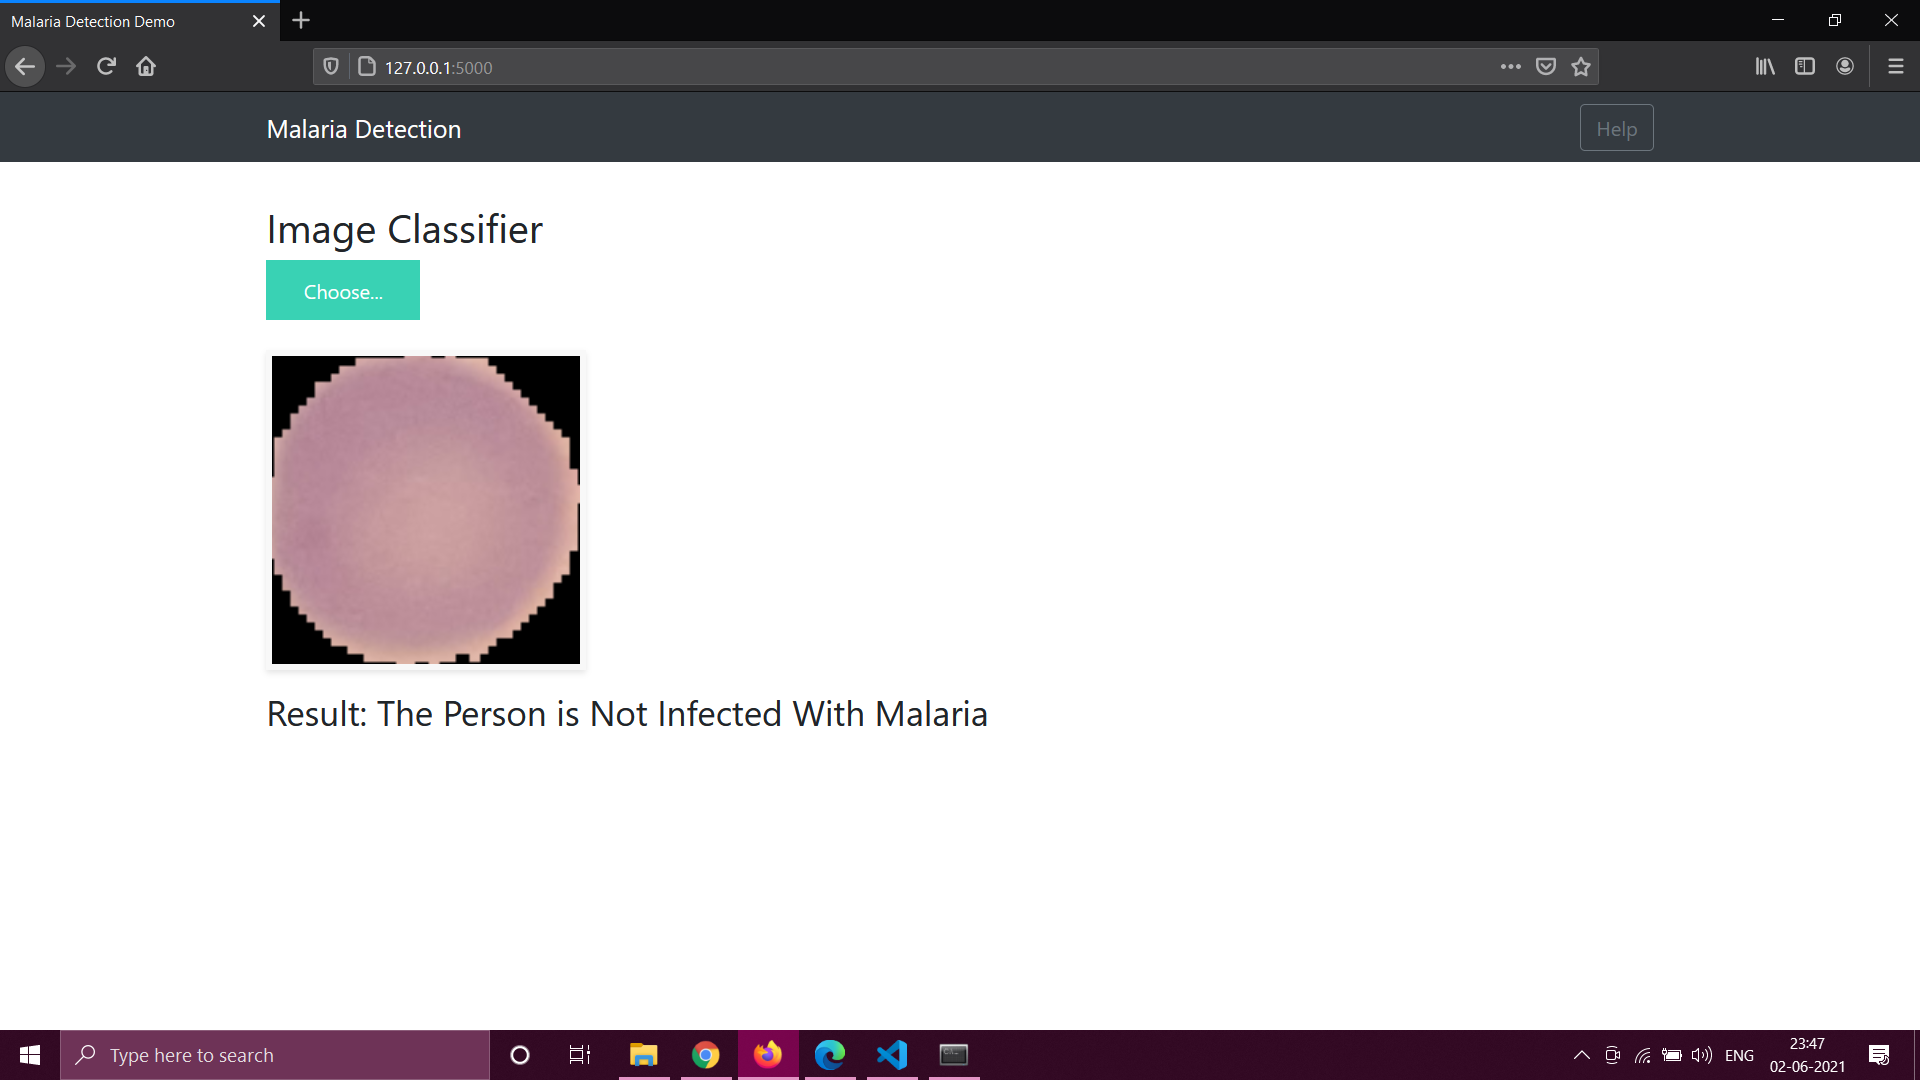 Malaria Detection Demo
127.0.0.1:5000
Malaria Detection
Help
Image Classifier
Choose...
Result: The Person is Not Infected With Malaria
Type here to search
ENG
23:47
02-06-2021